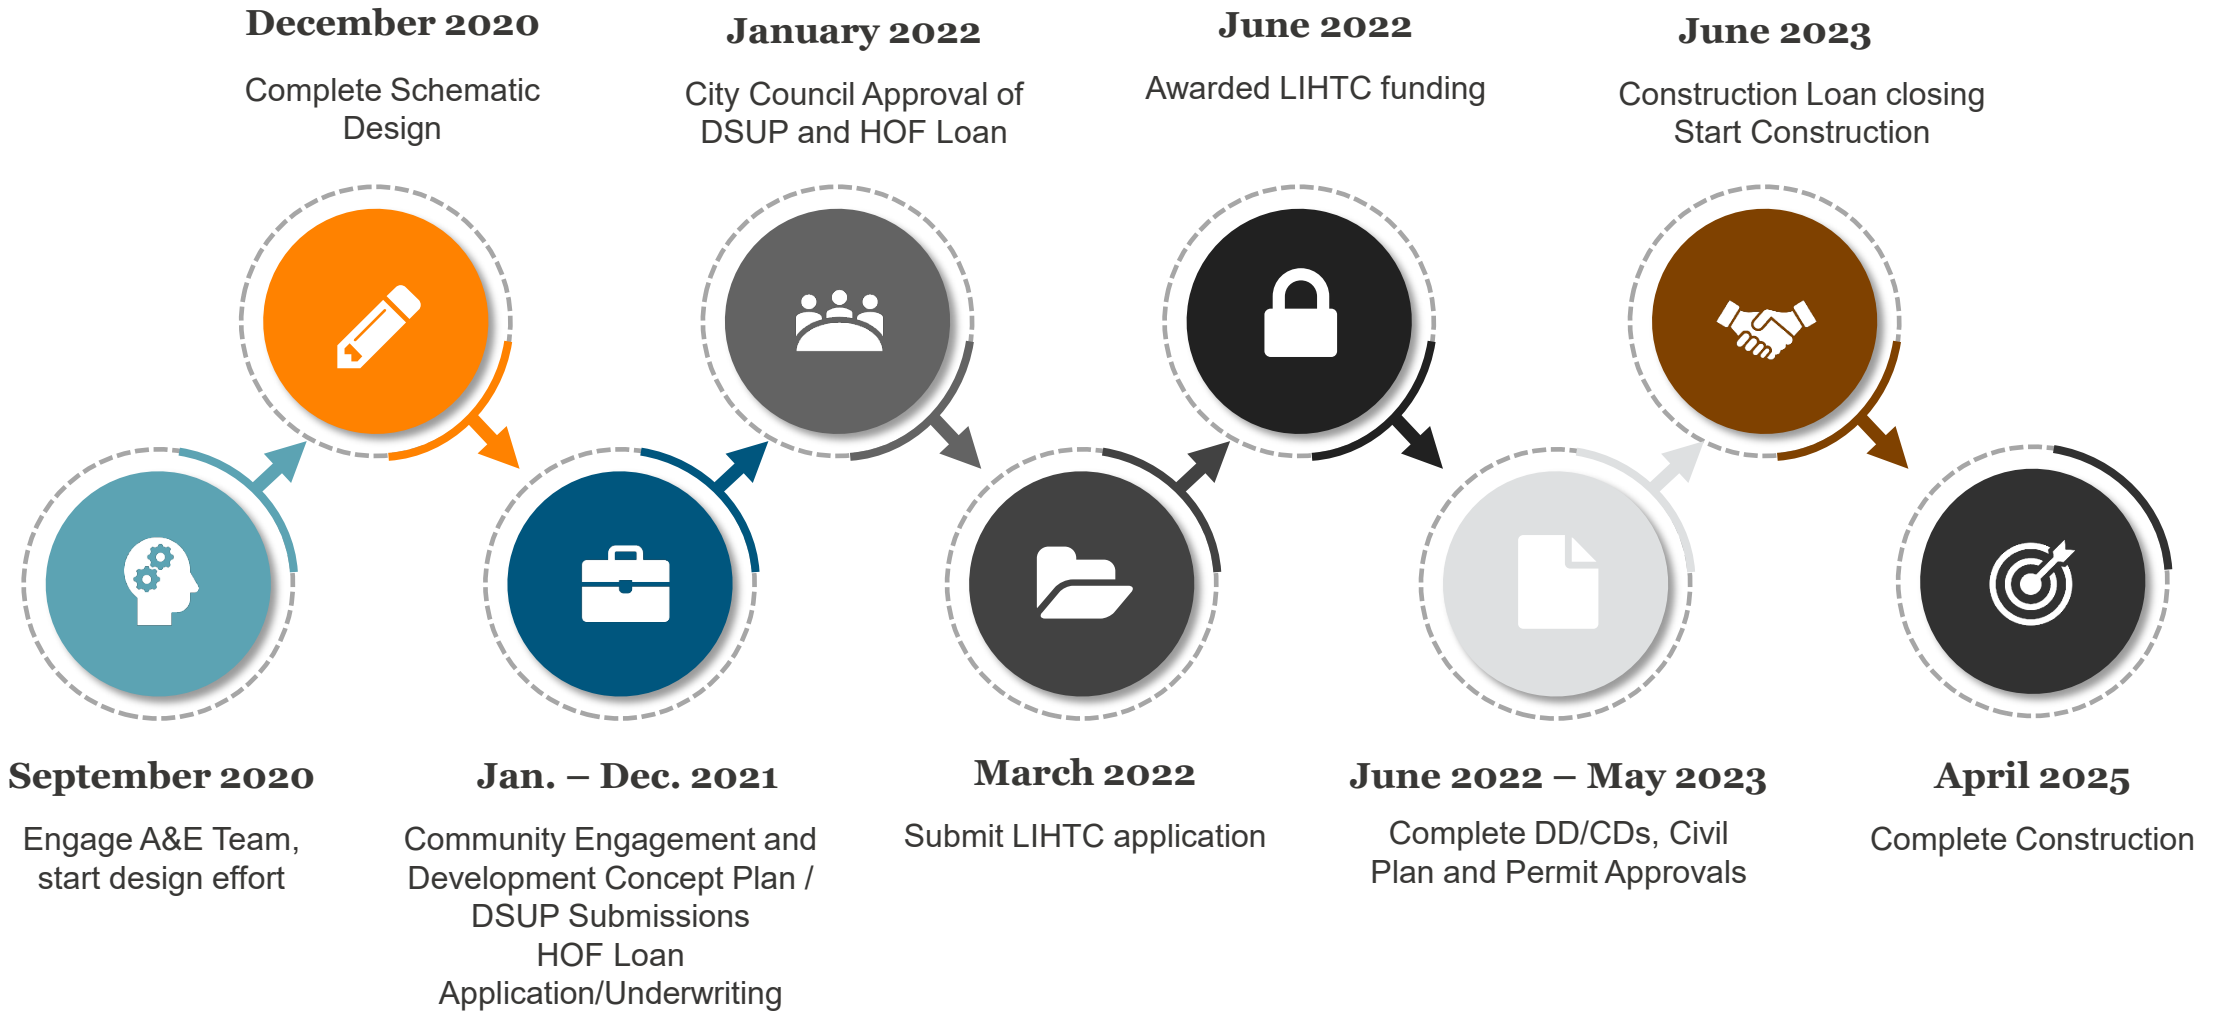 December 2020
Complete Schematic
Design
January 2022
City Council Approval of
DSUP and HOF Loan
June 2022
Awarded LIHTC funding
June 2023
Construction Loan closing
Start Construction
September 2020
Engage A&E Team,
start design effort
Jan. – Dec. 2021
Community Engagement and
Development Concept Plan /
DSUP Submissions
HOF Loan
Application/Underwriting
March 2022
Submit LIHTC application
June 2022 – May 2023
Complete DD/CDs, Civil
Plan and Permit Approvals
April 2025
Complete Construction